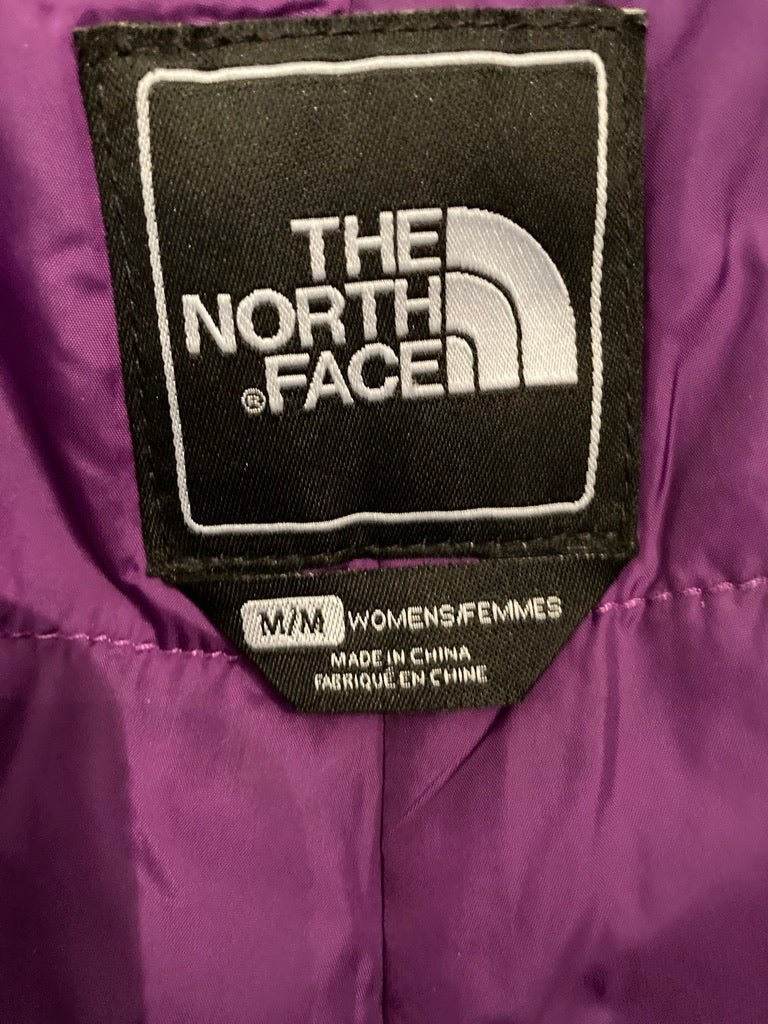 THE
NORTH
®FACE
M/M WOMENS/FEMMES
MADE IN CHINA
FABRIQUÉ EN CHINE